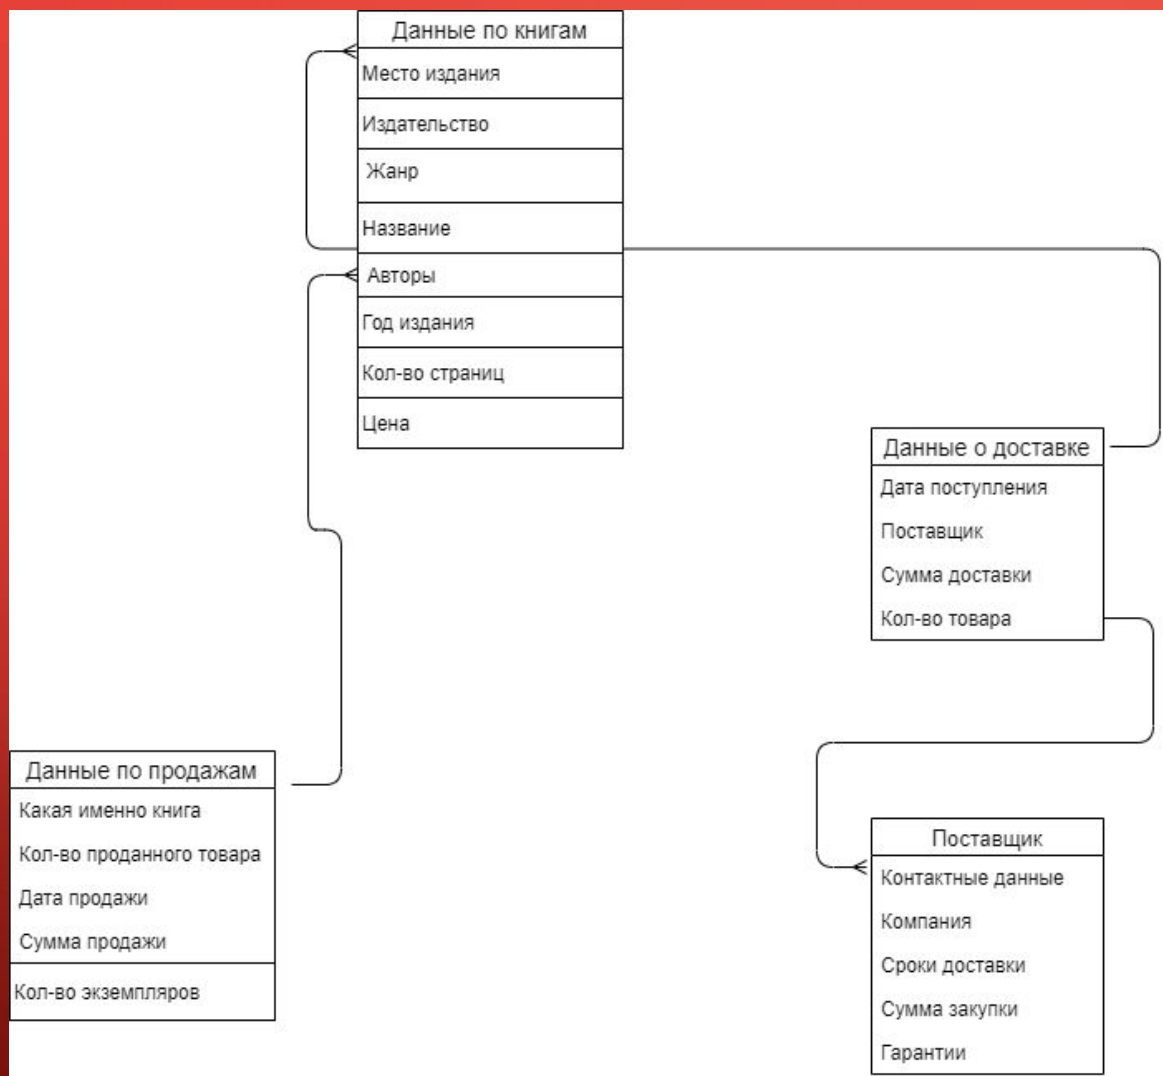 Данные по книгам
Место издания
Издательство
Жанр
Название
Авторы
Год издания
Кол-во страниц
Цена
Данные о доставке
Дата поступления
Поставщик
Сумма доставки
Кол-во товара
Данные по продажам
Какая именно книга
Кол-во проданного товара
Дата продажи
Сумма продажи
Кол-во экземпляров
Поставщик
Контактные данные
Компания
Сроки доставки
Сумма закупки
Гарантии